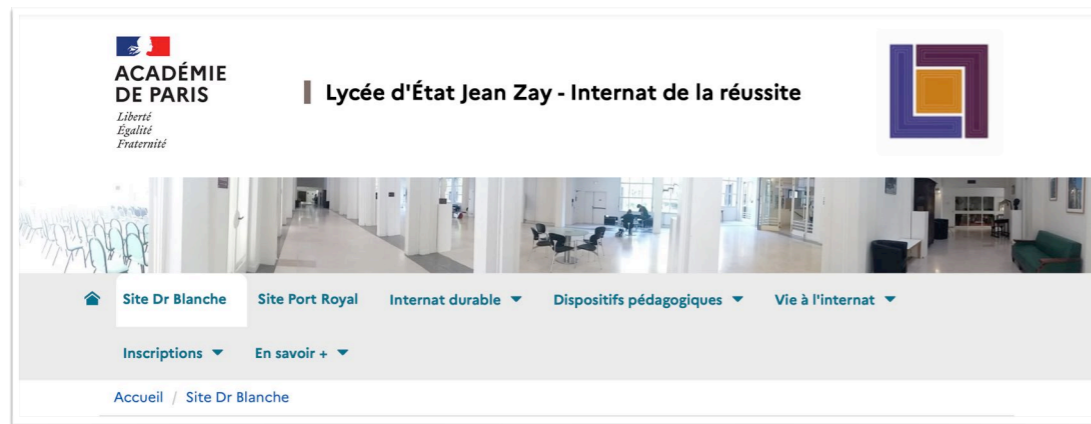 ACADÉMIE
DE PARIS
Liberté
Égalité
Fraternité
Lycée d'État Jean Zay - Internat de la réussite
Site Dr Blanche Site Port Royal Internat durable Dispositifs pédagogiques Vie à l'internat
Inscriptions En savoir +
Accueil / Site Dr Blanche